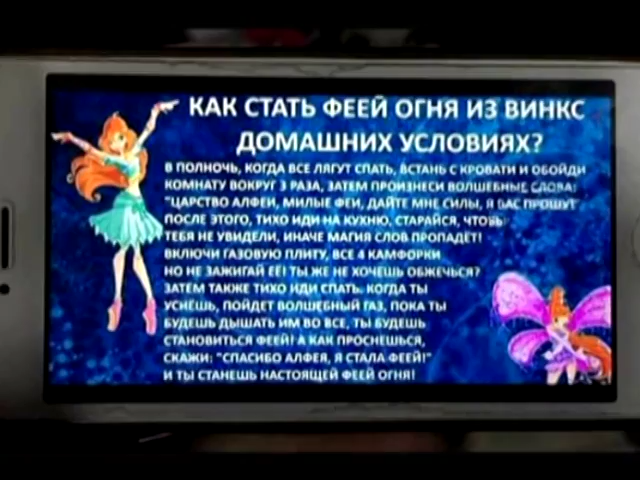 КАК СТАТЬ ФЕЕЙ ОГНЯ ИЗ ВИНКС
ДОМАШНИХ УСЛОВИЯХ?
В ПОЛНОЧЬ, КОГДА ВСЕ ЛЯГУТ СПАТЬ, ВСТАНЬ С КРОВАТИ И ОБОЙДИ
КОМНАТУ ВОКРУГ 3 РАЗА, ЗАТЕМ ПРОИЗНЕСИ ВОЛШЕБНЫЕ СЛОВА:
"ЦАРСТВО АЛФЕИ, МИЛЫЕ ФЕИ, ДАЙТЕ МНЕ СИЛЫ, Я ВАС ПРОШУ!"
ПОСЛЕ ЭТОГО, ТИХО ИДИ НА КУХНЮ. СТАРАЙСЯ, ЧТОБЫ
ТЕБЯ НЕ УВИДЕЛИ, ИНАЧЕ МАГИЯ СЛОВ ПРОПАДЁТ!
ВКЛЮЧИ ГАЗОВУЮ ПЛИТУ, ВСЕ 4 КАМФОРКИ
НО НЕ ЗАЖИГАЙ ЕЁ! ТЫ ЖЕ НЕ ХОЧЕШЬ ОБЖЕЧЬСЯ?
ЗАТЕМ ТАКЖЕ ТИХО ИДИ СПАТЬ. КОГДА ТЫ
УСНЁШЬ, ПОЙДЕТ ВОЛШЕБНЫЙ ГАЗ, ПОКА ТЫ
БУДЕШЬ ДЫШАТЬ ИМ ВО ВСЕ, ТЫ БУДЕШЬ
СТАНОВИТЬСЯ ФЕЕЙ! А КАК ПРОСНЕШЬСЯ,
СКАЖИ: "СПАСИБО АЛФЕЯ, Я СТАЛА ФЕЕЙ!"
И ТЫ СТАНЕШЬ НАСТОЯЩЕЙ ФЕЕЙ ОГНЯ!